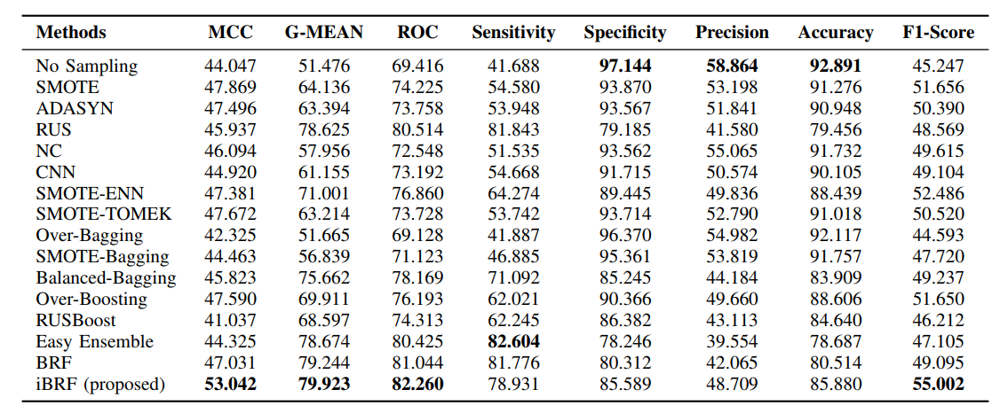 Methods MCC G-MEAN ROC Sensitivity Specificity Precision Accuracy F1-Score
No Sampling 44.047 51.476 69.416 41.688 97.144 58.864 92.891 45.247
SMOTE 47.869 64.136 74.225 54.580 93.870 53.198 91.276 51.656
ADASYN 47.496 63.394 73.758 53.948 93.567 51.841 90.948 50.390
RUS 45.937 78.625 80.514 81.843 79.185 41.580 79.456 48.569
NC 46.094 57.956 72.548 51.535 93.562 55.065 91.732 49.615
CNN 44.920 61.155 73.192 54.668 91.715 50.574 90.105 49.104
SMOTE-ENN 47.381 71.001 76.860 64.274 89.445 49.836 88.439 52.486
SMOTE-TOMEK 47.672 63.214 73.728 53.742 93.714 52.790 91.018 50.520
Over-Bagging 42.325 51.665 69.128 41.887 96.370 54.982 92.117 44.593
SMOTE-Bagging 44.463 56.839 71.123 46.885 95.361 53.819 91.757 47.720
Balanced-Bagging 45.823 75.662 78.169 71.092 85.245 44.184 83.909 49.237
Over-Boosting 47.590 69.911 76.193 62.021 90.366 49.660 88.606 51.650
RUSBoost 41.037 68.597 74.313 62.245 86.382 43.113 84.640 46.212
Easy Ensemble 44.325 78.674 80.425 82.604 78.246 39.554 78.687 47.105
BRF 47.031 79.244 81.044 81.776 80.312 42.065 80.514 49.095
iBRF (proposed) 53.042 79.923 82.260 78.931 85.589 48.709 85.880 55.002